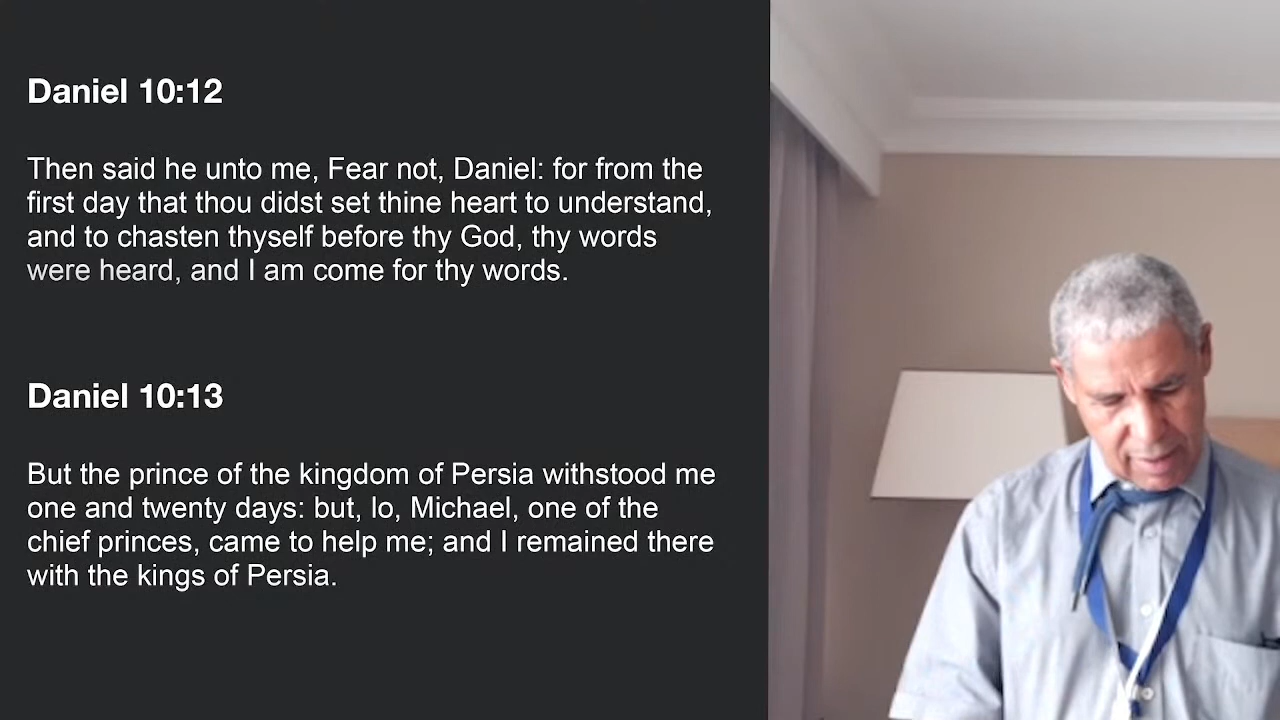 Daniel 10:12
Then said he unto me, Fear not, Daniel: for from the
first day that thou didst set thine heart to understand,
and to chasten thyself before thy God, thy words
were heard, and I am come for thy words.
Daniel 10:13
But the prince of the kingdom of Persia withstood me
one and twenty days: but, lo, Michael, one of the
chief princes, came to help me; and I remained there
with the kings of Persia.